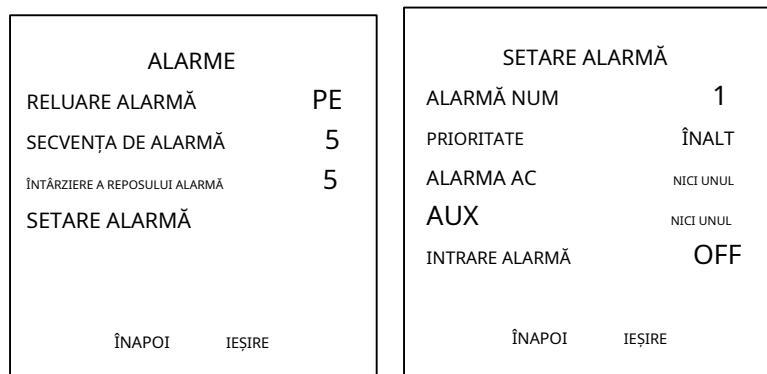 ALARME
RELUARE ALARMĂ PE
SECVENȚA DE ALARMĂ 5
ÎNTÂRZIERE A REPOSULUI ALARMĂ 5
SETARE ALARMĂ
ÎNAPOI IEȘIRE
SETARE ALARMĂ
ALARMĂ NUM 1
PRIORITATE ÎNALT
ALARMA AC NICI UNUL
AUX NICI UNUL
INTRARE ALARMĂ OFF
ÎNAPOI IEȘIRE